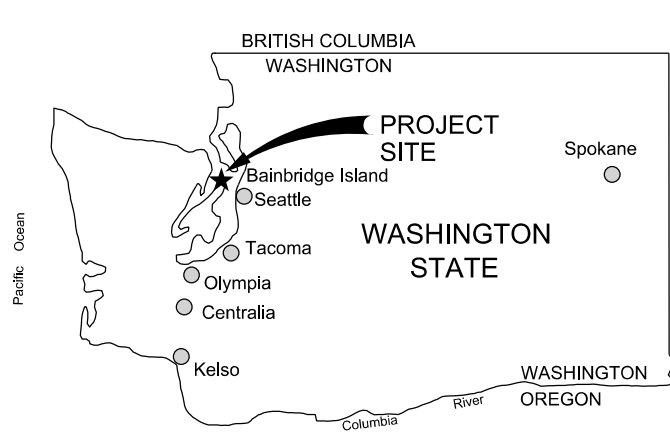 BRITISH COLUMBIA
WASHINGTON
PROJECT
SITE
Spokane
Bainbridge Island
Seattle
Pacific Ocean
WASHINGTON
STATE
Tacoma
Olympia
Centralia
Kelso
WASHINGTON
OREGON
Columbia River